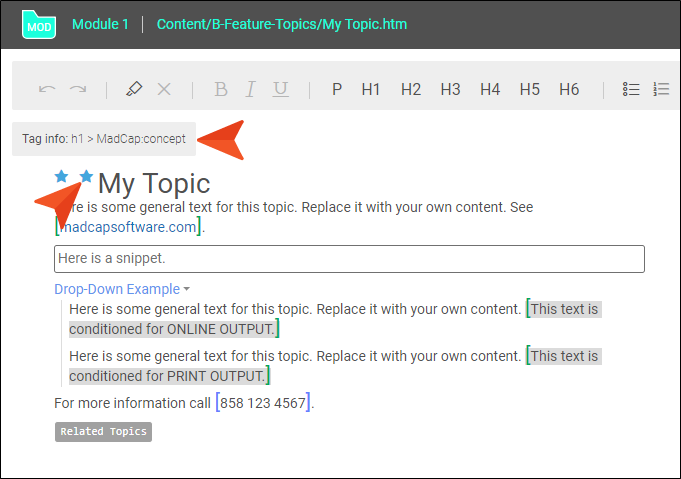 MOD Module 1 Content/B-Feature-Topics/My Topic.htm
B I U P H1 H2 H3 H4 H5 H6
Tag info: h1 > MadCap:concept
My Topic
Here is some general text for this topic. Replace it with your own content. See
[madcapsoftware.com].
Here is a snippet.
Drop-Down Example
Here is some general text for this topic. Replace it with your own content. [This text is
conditioned for ONLINE OUTPUT.]
Here is some general text for this topic. Replace it with your own content. [This text is
conditioned for PRINT OUTPUT.]
For more information call [858 123 4567].
Related Topics